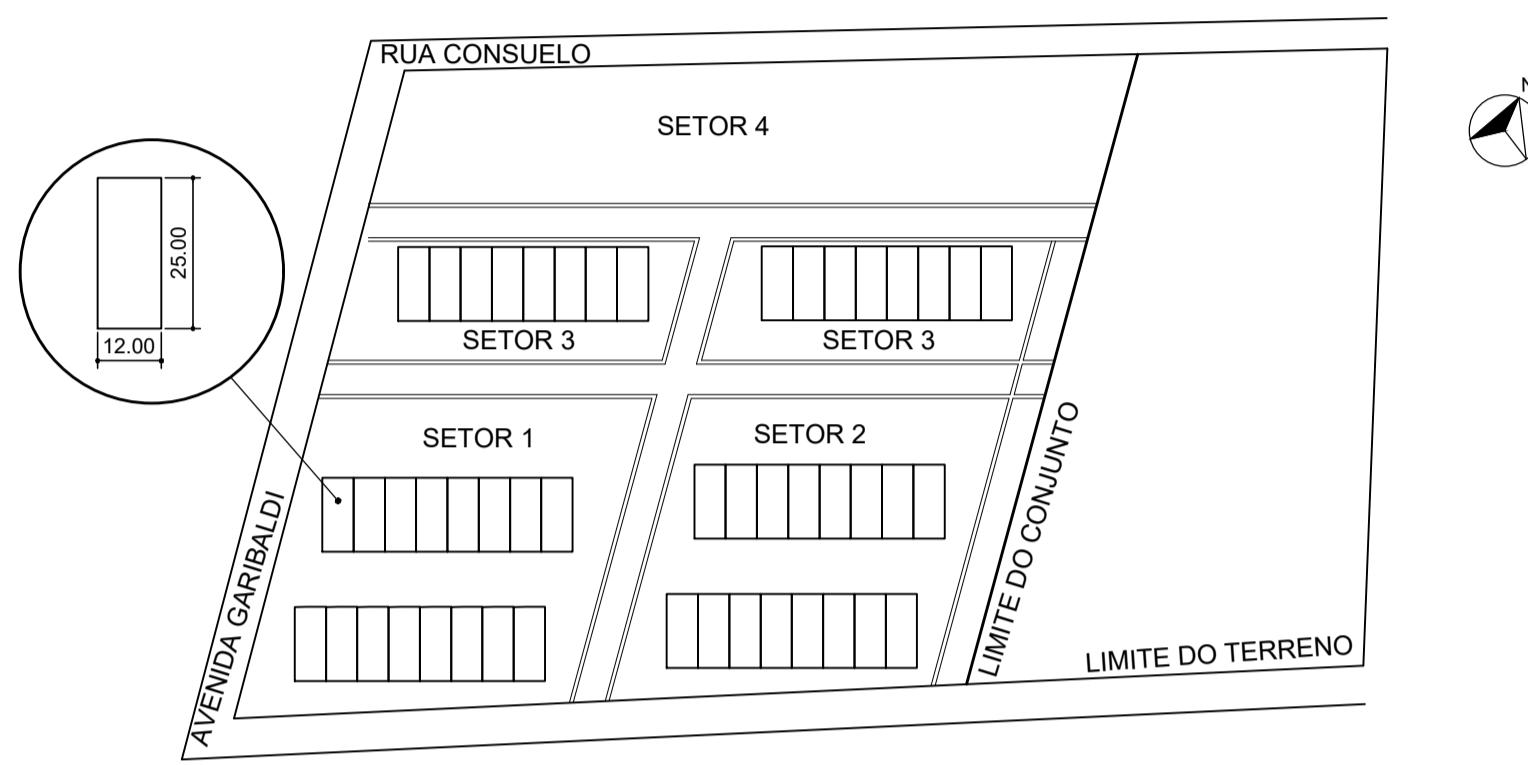 RUA CONSUELO
SETOR 4
N
25.00
12.00
SETOR 3
SETOR 3
SETOR 1
SETOR 2
AVENIDA GARIBALDI
LIMITE DO CONJUNTO
LIMITE DO TERRENO